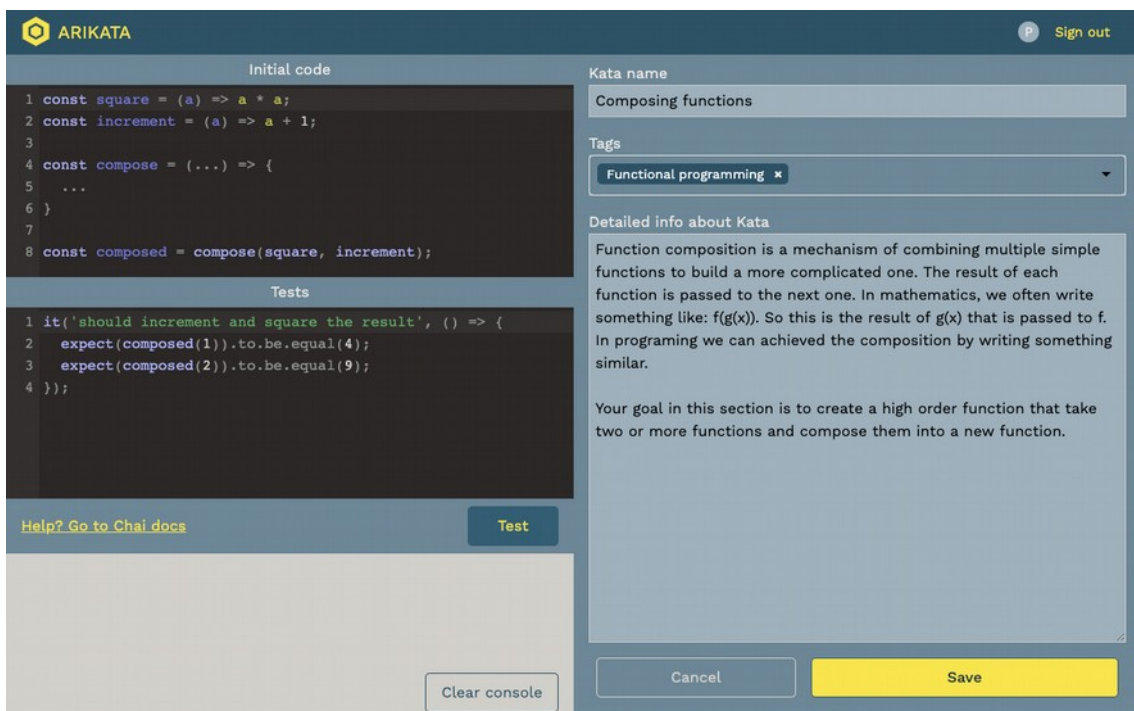 ARIKATA
P
Sign out
Initial code
1 const square = (a) => a * a;
2 const increment = (a) => a + 1;
3
4 const compose = (...) => {
5   ...
6 }
7
8 const composed = compose(square, increment);
Tests
1 it('should increment and square the result', () => {
2   expect(composed(1)).to.be.equal(4);
3   expect(composed(2)).to.be.equal(9);
4 });
Help? Go to Chai docs
Test
Clear console
Kata name
Composing functions
Tags
Functional programming ×
Detailed info about Kata
Function composition is a mechanism of combining multiple simple
functions to build a more complicated one. The result of each
function is passed to the next one. In mathematics, we often write
something like: f(g(x)). So this is the result of g(x) that is passed to f.
In programing we can achieved the composition by writing something
similar.
Your goal in this section is to create a high order function that take
two or more functions and compose them into a new function.
Cancel
Save